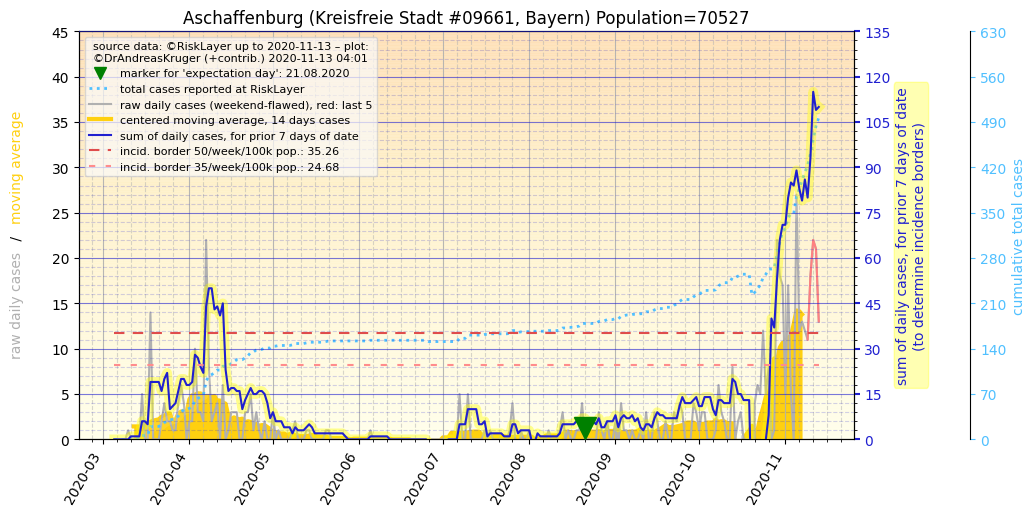 Aschaffenburg (Kreisfreie Stadt #09661, Bayern) Population=70527
source data: ©RiskLayer up to 2020-11-13 – plot:
©DrAndreasKruger (+contrib.) 2020-11-13 04:01
marker for 'expectation day': 21.08.2020
total cases reported at RiskLayer
raw daily cases (weekend-flawed), red: last 5
centered moving average, 14 days cases
sum of daily cases, for prior 7 days of date
incid. border 50/week/100k pop.: 35.26
incid. border 35/week/100k pop.: 24.68
raw daily cases / moving average
45
40
35
30
25
20
15
10
5
0
2020-03
2020-04
2020-05
2020-06
2020-07
2020-08
2020-09
2020-10
2020-11
135
120
105
90
75
60
45
30
15
0
sum of daily cases, for prior 7 days of date
(to determine incidence borders)
630
560
490
420
350
280
210
140
70
0
cumulative total cases